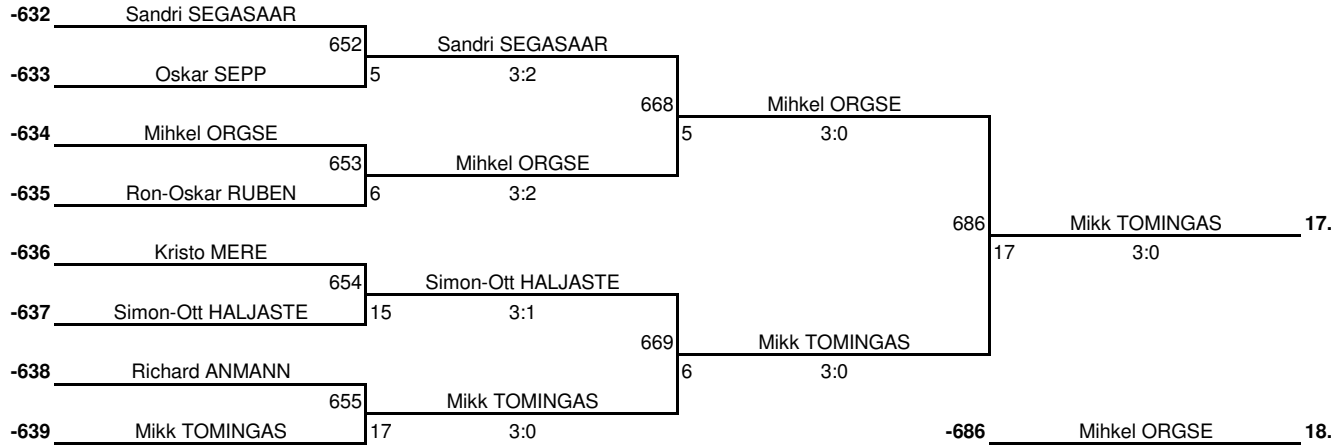 -632 Sandri SEGASAAR
652 Sandri SEGASAAR
-633 Oskar SEPP 5 3:2
668 Mihkel ORGSE
-634 Mihkel ORGSE 5 3:0
653 Mihkel ORGSE
-635 Ron-Oskar RUBEN 6 3:2
686 Mikk TOMINGAS 17.
-636 Kristo MERE 17 3:0
654 Simon-Ott HALJASTE
-637 Simon-Ott HALJASTE 15 3:1
669 Mikk TOMINGAS
-638 Richard ANMANN 6 3:0
655 Mikk TOMINGAS
-639 Mikk TOMINGAS 17 3:0 -686 Mihkel ORGSE 18.